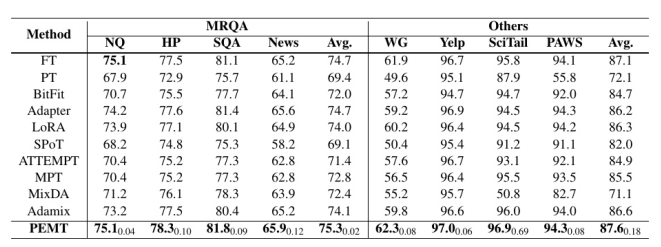 Method MRQA Others
NQ HP SQA News Avg. WG Yelp SciTail PAWS Avg.
FT 75.1 77.5 81.1 65.2 74.7 61.9 96.7 95.8 94.1 87.1
PT 67.9 72.9 75.7 61.1 69.4 49.6 95.1 87.9 55.8 72.1
BitFit 70.7 75.5 77.7 64.1 72.0 57.2 94.7 94.7 92.0 84.7
Adapter 74.2 77.6 81.4 65.6 74.7 59.2 96.9 94.5 94.3 86.2
LoRA 73.9 77.1 80.1 64.9 74.0 60.2 96.4 94.5 94.2 86.3
SPoT 68.2 74.8 75.3 58.2 69.1 50.4 95.4 91.2 91.1 82.0
ATTEMPT 70.4 75.2 77.3 62.8 71.4 57.6 96.7 93.1 92.1 84.9
MPT 70.4 75.2 77.3 62.8 72.8 56.5 96.4 95.5 93.5 85.5
MixDA 71.2 76.1 78.3 63.9 72.4 55.2 95.7 50.8 82.7 71.1
Adamix 73.2 77.5 80.4 65.2 74.1 59.8 96.6 96.0 94.0 86.6
PEMT 75.1 0.04 78.3 0.10 81.8 0.09 65.9 0.12 75.3 0.02 62.3 0.08 97.0 0.06 96.9 0.69 94.3 0.08 87.6 0.18